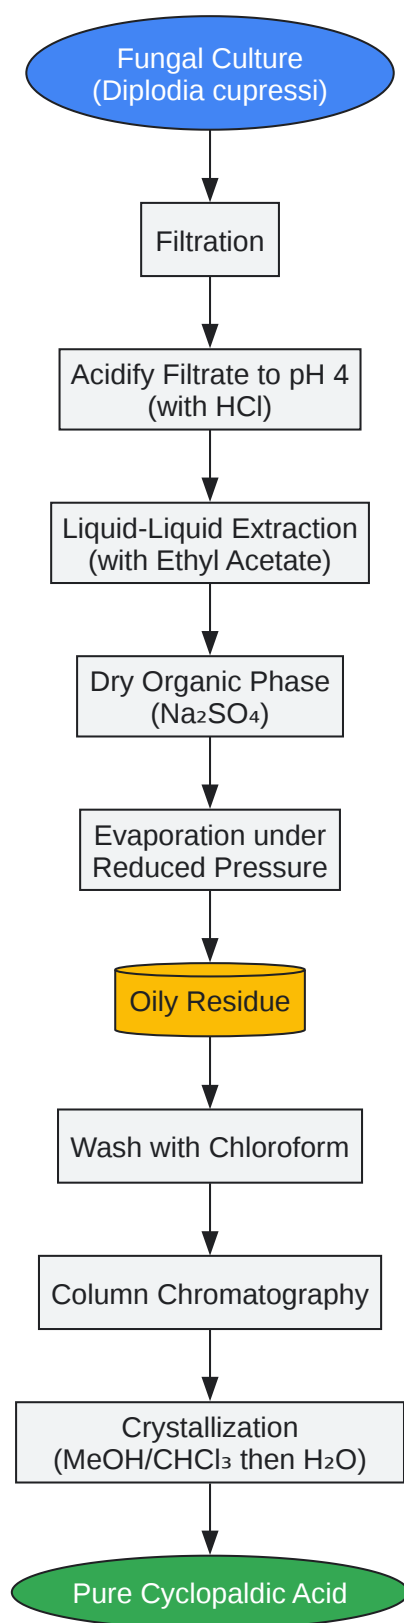 Fungal Culture
(Diplodia cupressi)
Filtration
Acidify Filtrate to pH 4
(with HCl)
Liquid-Liquid Extraction
(with Ethyl Acetate)
Dry Organic Phase
(Na₂SO₄)
Evaporation under
Reduced Pressure
Oily Residue
Wash with Chloroform
Column Chromatography
Crystallization
(MeOH/CHCl₃ then H₂O)
Pure Cyclopaldic Acid